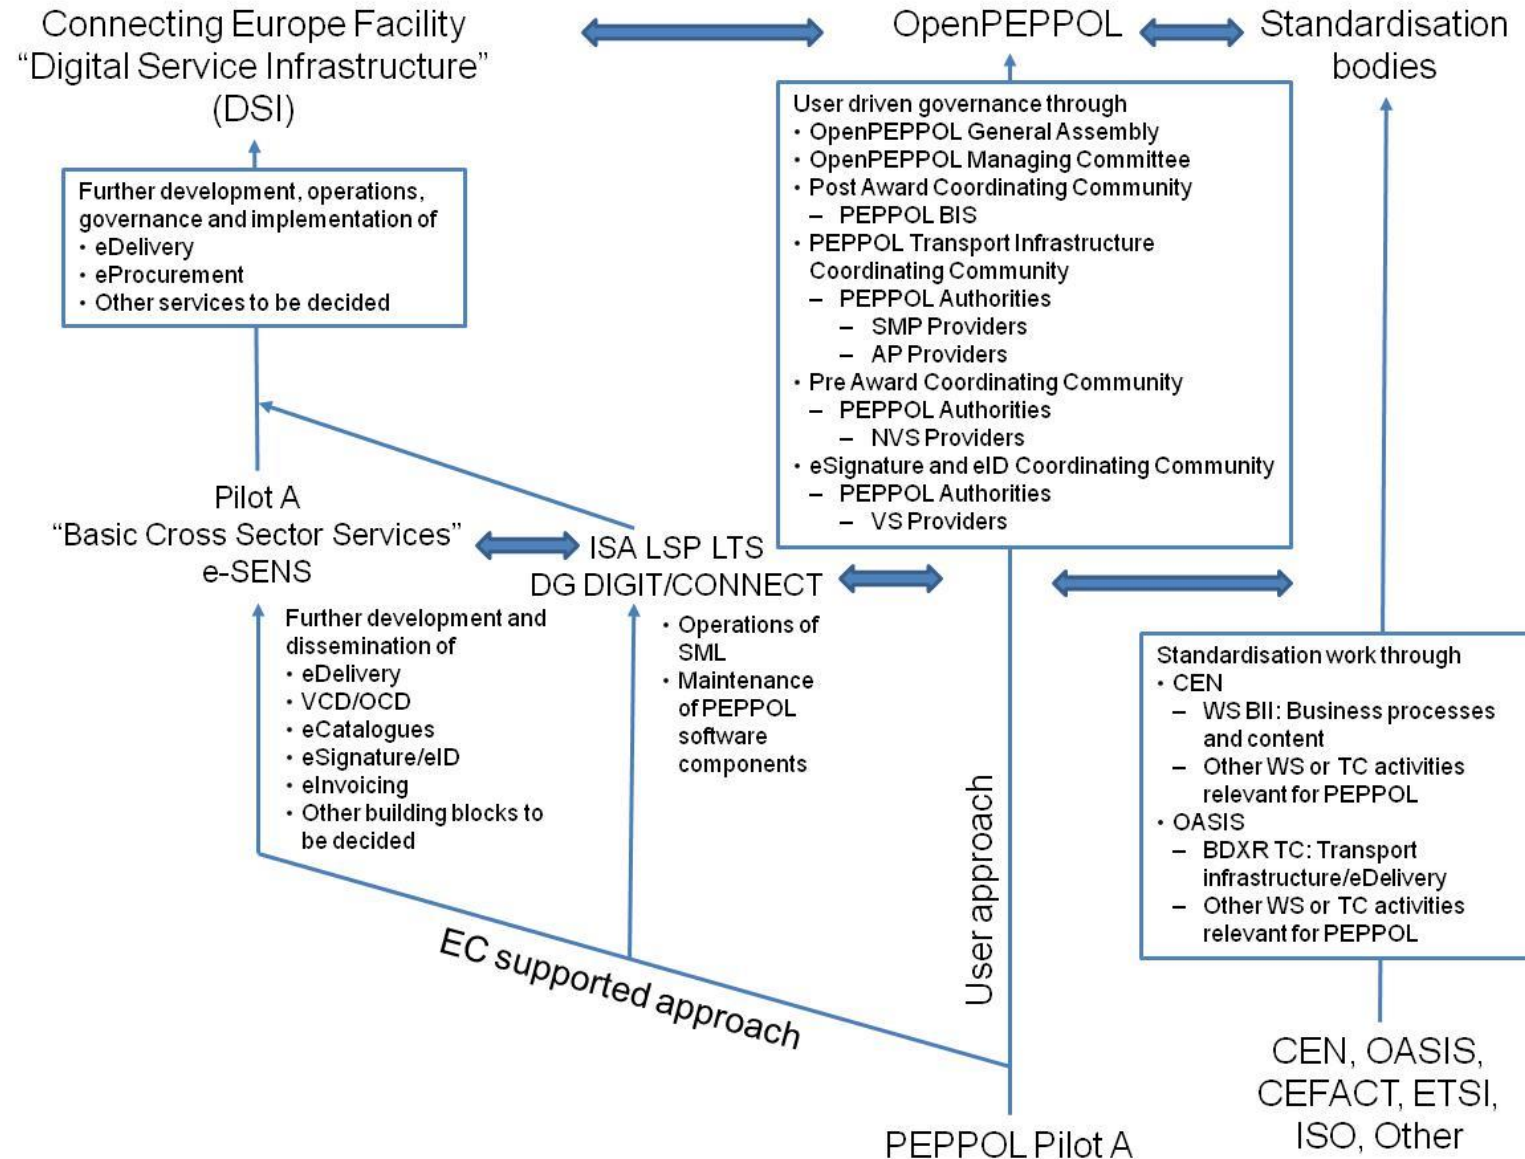 Connecting Europe Facility
“Digital Service Infrastructure”
(DSI)
OpenPEPPOL
Standardisation
bodies
Further development, operations,
governance and implementation of
• eDelivery
• eProcurement
• Other services to be decided
User driven governance through
• OpenPEPPOL General Assembly
• OpenPEPPOL Managing Committee
• Post Award Coordinating Community
– PEPPOL BIS
• PEPPOL Transport Infrastructure
Coordinating Community
– PEPPOL Authorities
– SMP Providers
– AP Providers
• Pre Award Coordinating Community
– PEPPOL Authorities
– NVS Providers
• eSignature and eID Coordinating Community
– PEPPOL Authorities
– VS Providers
Pilot A
“Basic Cross Sector Services”
e-SENS
ISA LSP LTS
DG DIGIT/CONNECT
Further development and
dissemination of
• eDelivery
• VCD/OCD
• eCatalogues
• eSignature/eID
• eInvoicing
• Other building blocks to
be decided
• Operations of
SML
• Maintenance
of PEPPOL
software
components
Standardisation work through
• CEN
– WS BII: Business processes
and content
– Other WS or TC activities
relevant for PEPPOL
• OASIS
– BDXR TC: Transport
infrastructure/eDelivery
– Other WS or TC activities
relevant for PEPPOL
EC supported approach
User approach
PEPPOL Pilot A
CEN, OASIS,
CEFACT, ETSI,
ISO, Other